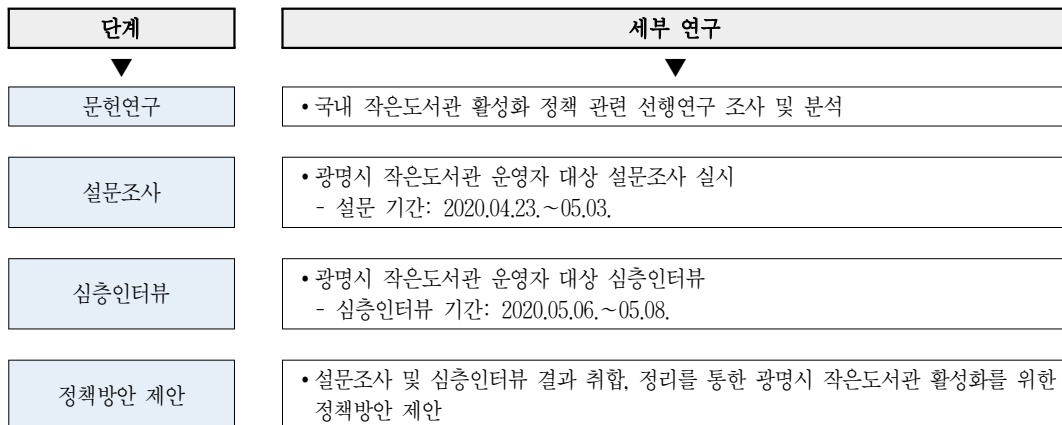 단계
세부 연구
▼
▼
문헌연구
•국내 작은도서관 활성화 정책 관련 선행연구 조사 및 분석
설문조사
•광명시 작은도서관 운영자 대상 설문조사 실시
- 설문 기간: 2020.04.23.~05.03.
심층인터뷰
•광명시 작은도서관 운영자 대상 심층인터뷰
- 심층인터뷰 기간: 2020.05.06.~05.08.
정책방안 제안
•설문조사 및 심층인터뷰 결과 취합, 정리를 통한 광명시 작은도서관 활성화를 위한
정책방안 제안